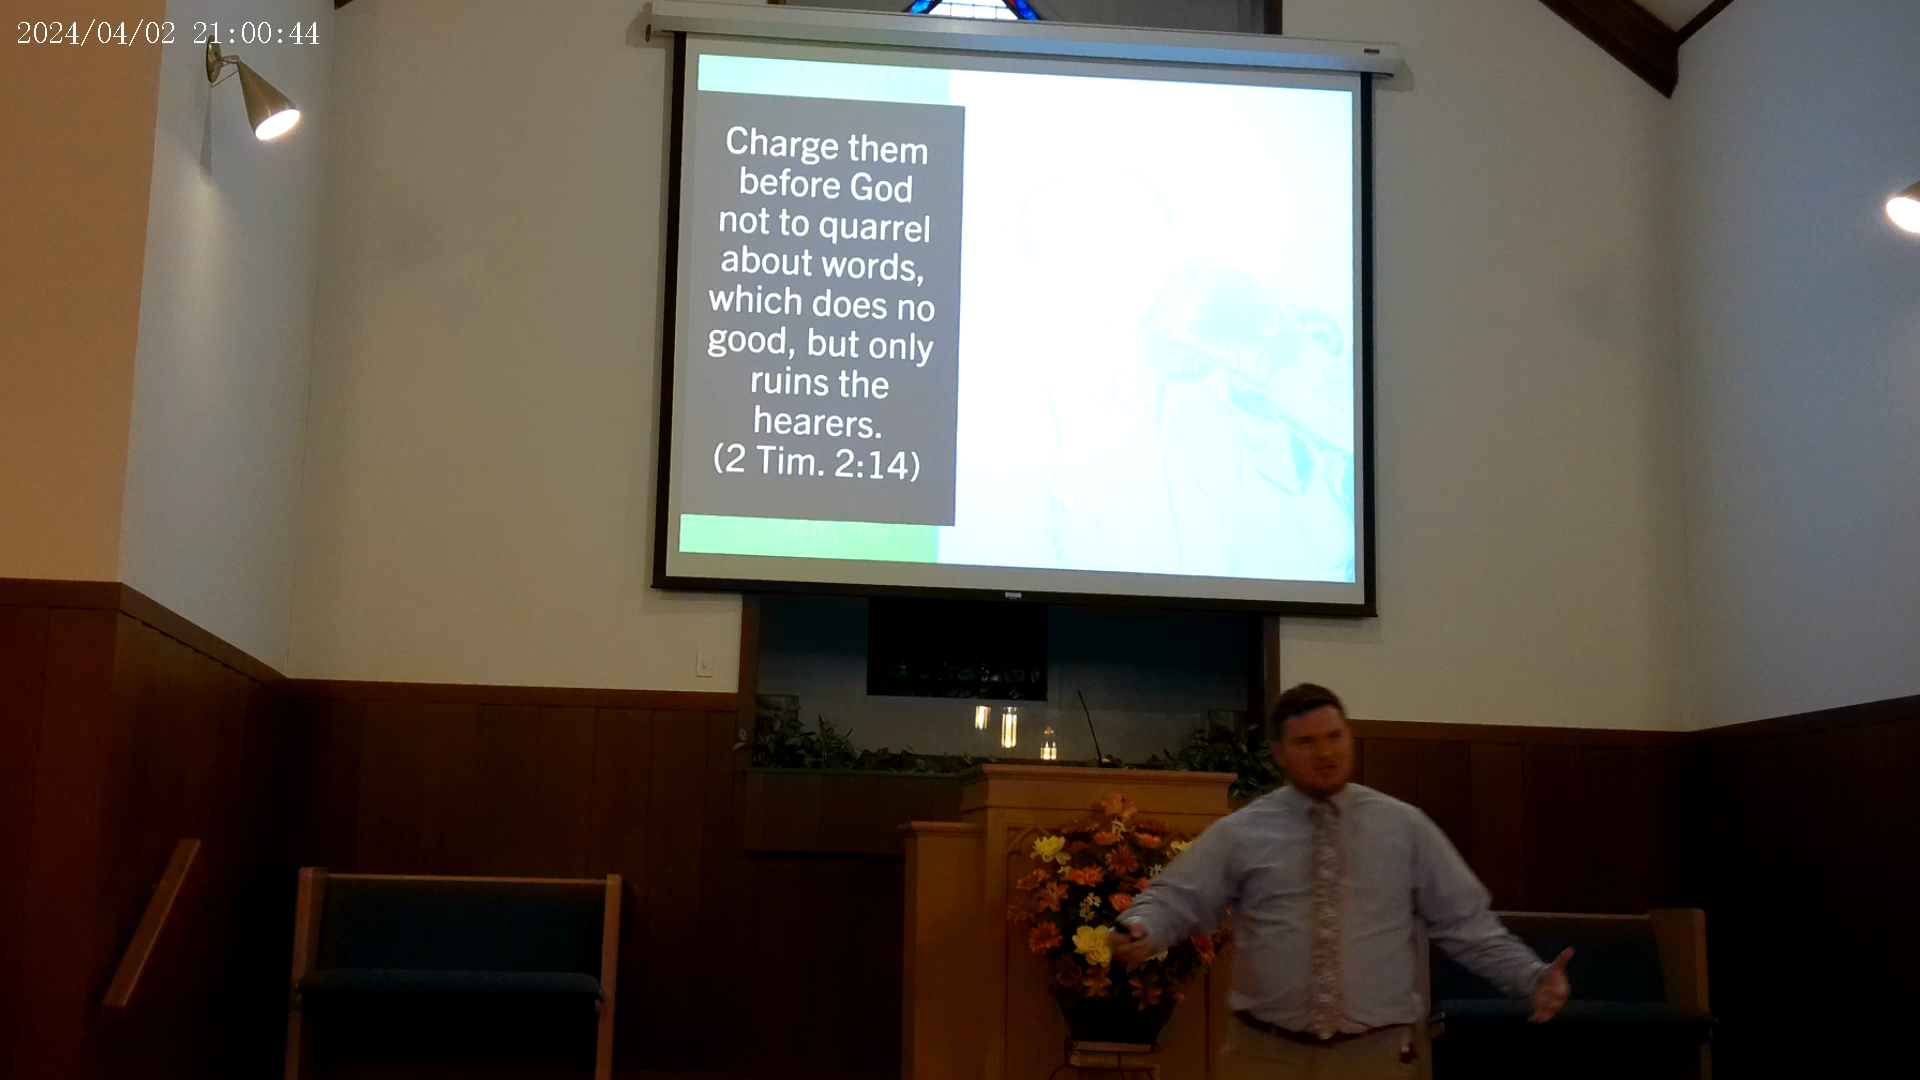 2024/04/02 21:00:44
Charge them
before God
not to quarrel
about words,
which does no
good, but only
ruins the
hearers.
(2 Tim. 2:14)